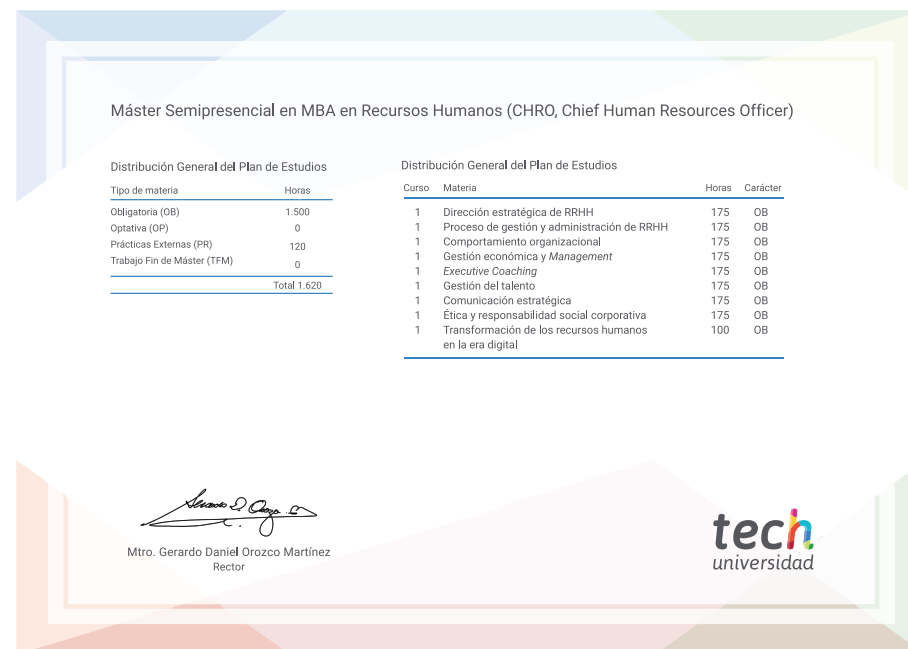 Máster Semipresencial en MBA en Recursos Humanos (CHRO, Chief Human Resources Officer)
Distribución General del Plan de Estudios
Tipo de materia Horas
Obligatoria (OB) 1.500
Optativa (OP) 0
Prácticas Externas (PR) 120
Trabajo Fin de Máster (TFM) 0
Total 1.620
Distribución General del Plan de Estudios
Curso Materia Horas Carácter
1 Dirección estratégica de RRHH 175 OB
1 Proceso de gestión y administración de RRHH 175 OB
1 Comportamiento organizacional 175 OB
1 Gestión económica y Management 175 OB
1 Executive Coaching 175 OB
1 Gestión del talento 175 OB
1 Comunicación estratégica 175 OB
1 Ética y responsabilidad social corporativa 175 OB
1 Transformación de los recursos humanos 100 OB
en la era digital
Mtro. Gerardo Daniel Orozco Martínez
Rector
tech
universidad